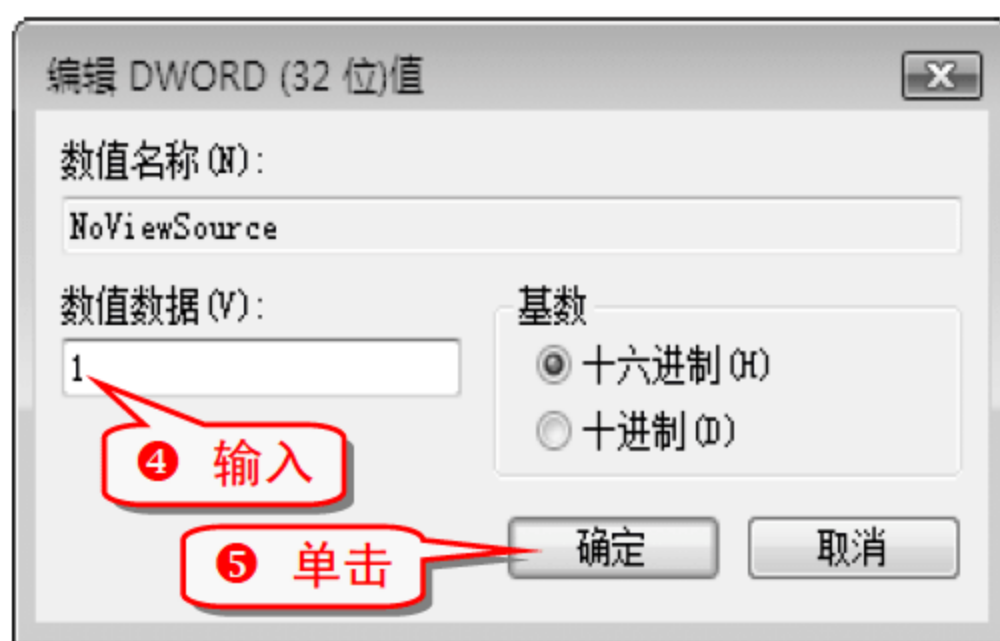 编辑 DWORD (32 位)值
数值名称(N):
NoViewSource
数值数据(V):
1
基数
十六进制(H)
十进制(D)
❹ 输入
❺ 单击
确定
取消